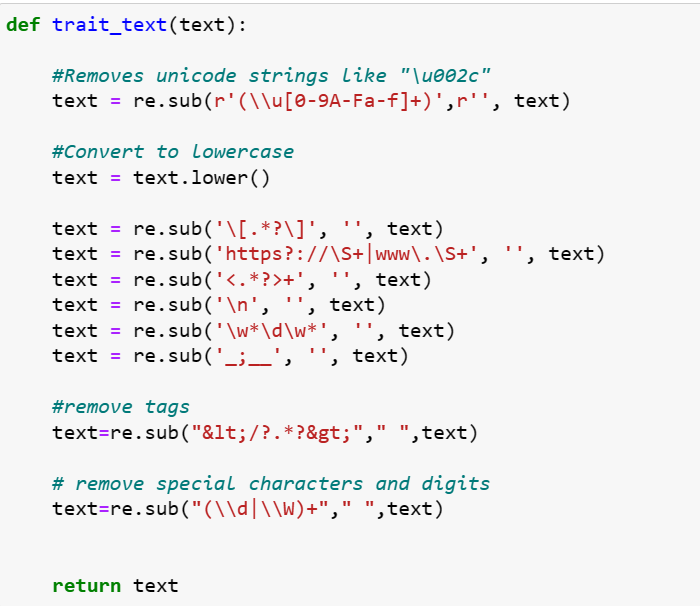 def trait_text(text):
#Removes unicode strings like "\u002c"
text = re.sub(r'(\\u[0-9A-Fa-f]+)',r'', text)
#Convert to lowercase
text = text.lower()
text = re.sub('\[.*?\]', '', text)
text = re.sub('https?://\S+|www\.\S+', '', text)
text = re.sub('<.*?>+', '', text)
text = re.sub('\n', '', text)
text = re.sub('\w*\d\w*', '', text)
text = re.sub('_;__', '', text)
#remove tags
text=re.sub("&lt;/?.*?&gt;"," ",text)
# remove special characters and digits
text=re.sub("(\\d|\\W)+"," ",text)
return text